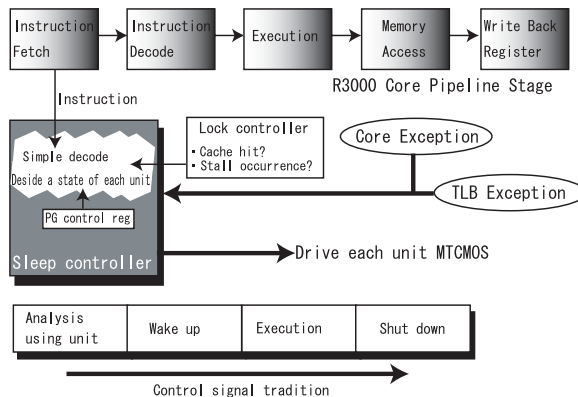 Instruction
Fetch
Instruction
Decode
Execution
Memory
Access
Write Back
Register
R3000 Core Pipeline Stage
Instruction
Lock controller
・Cache hit?
・Stall occurrence?
Core Exception
Simple decode
Deside a state of each unit
TLB Exception
PG control reg
Sleep controller
Drive each unit MTCMOS
Analysis
using unit
Wake up
Execution
Shut down
Control signal tradition